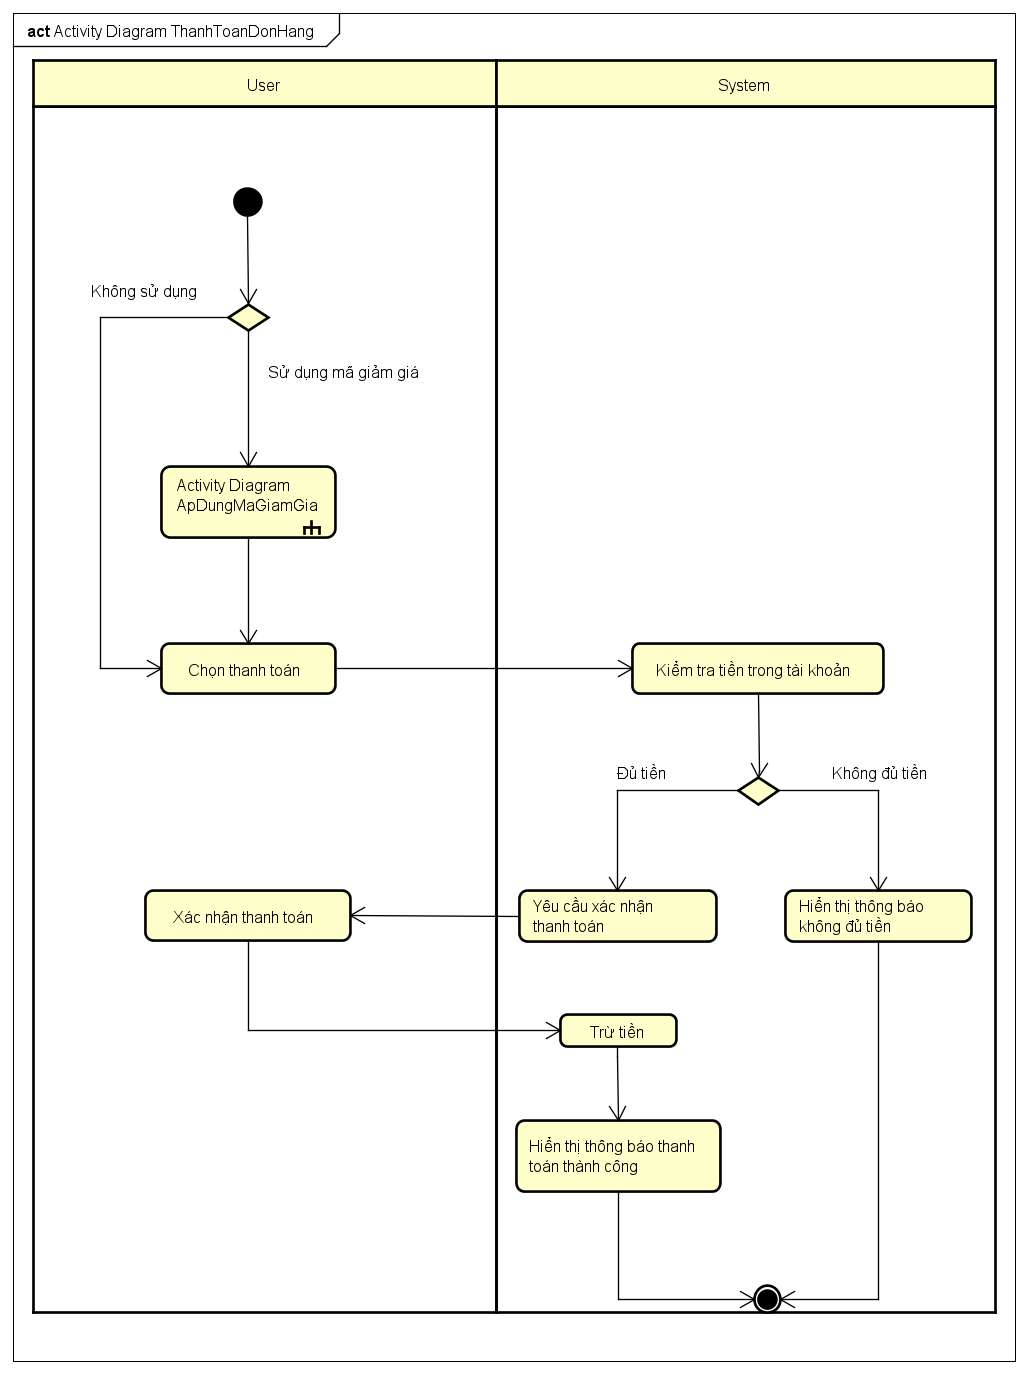 act Activity Diagram ThanhToanDonHang
User
System
Không sử dụng
Sử dụng mã giảm giá
Activity Diagram
ApDungMaGiamGia
Chọn thanh toán
Kiểm tra tiền trong tài khoản
Đủ tiền
Không đủ tiền
Xác nhận thanh toán
Yêu cầu xác nhận
thanh toán
Hiển thị thông báo
không đủ tiền
Trừ tiền
Hiển thị thông báo thanh
toán thành công